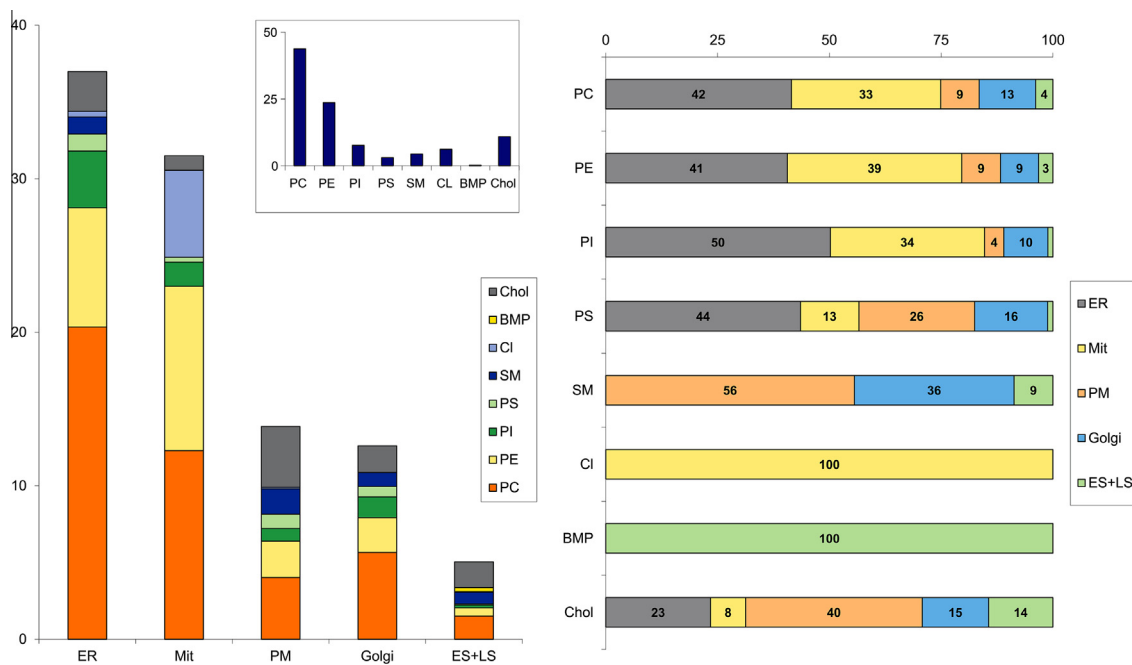 40
30
20
10
0
ER Mit PM Golgi ES+LS
50
25
0
PC PE PI PS SM CL BMP Chol
Chol
BMP
Cl
SM
PS
PI
PE
PC
0 25 50 75 100
PC 42 33 9 13 4
PE 41 39 9 9 3
PI 50 34 4 10
PS 44 13 26 16
SM 56 36 9
Cl 100
BMP 100
Chol 23 8 40 15 14
ER
Mit
PM
Golgi
ES+LS